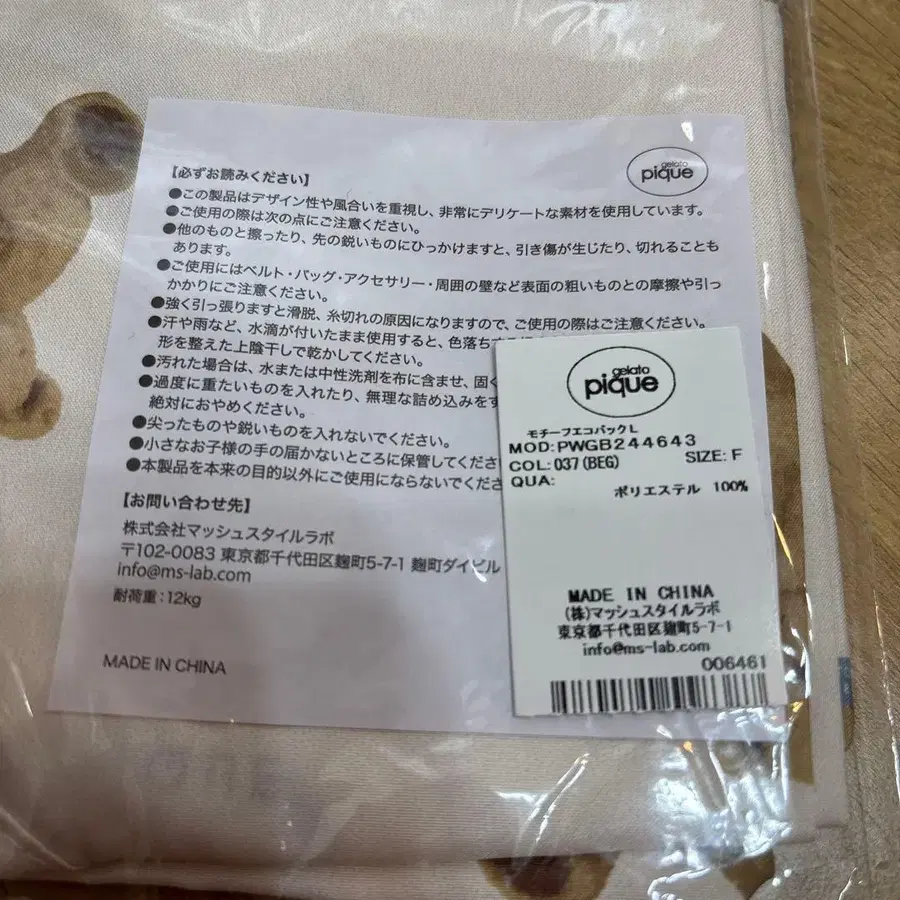 【必ずお読みください】
gelato
pique
●この製品はデザイン性や風合いを重視し、非常にデリケートな素材を使用しています。
●ご使用の際は次の点にご注意ください。
●他のものと擦ったり、先の鋭いものにひっかけますと、引き傷が生じたり、切れることも
あります。
●ご使用にはベルト・バッグ・アクセサリー・周囲の壁など表面の粗いものとの摩擦や引っ
かかりにご注意ください。
●強く引っ張りますと滑脱、糸切れの原因になりますので、ご使用の際はご注意ください。
●汗や雨など、水滴が付いたまま使用すると、色落ち
形を整えた上陰干しで乾かしてください。
●汚れた場合は、水または中性洗剤を布に含ませ、固く
●過度に重たいものを入れたり、無理な詰め込みをす
絶対におやめください。
●尖ったものや鋭いものを入れないでください。
●小さなお子様の手の届かないところに保管してくださ
●本製品を本来の目的以外にご使用にならないでくださ
【お問い合わせ先】
株式会社マッシュスタイルラボ
〒102-0083 東京都千代田区麹町5-7-1 麹町ダイビル
info@ms-lab.com
耐荷重:12kg
MADE IN CHINA
gelato
pique
モチーフエコバックL
MOD:PWGB244643
COL:037(BEG) SIZE:F
QUA:
ポリエステル 100%
MADE IN CHINA
(株)マッシュスタイルラボ
東京都千代田区麹町5-7-1
info@ms-lab.com
006461